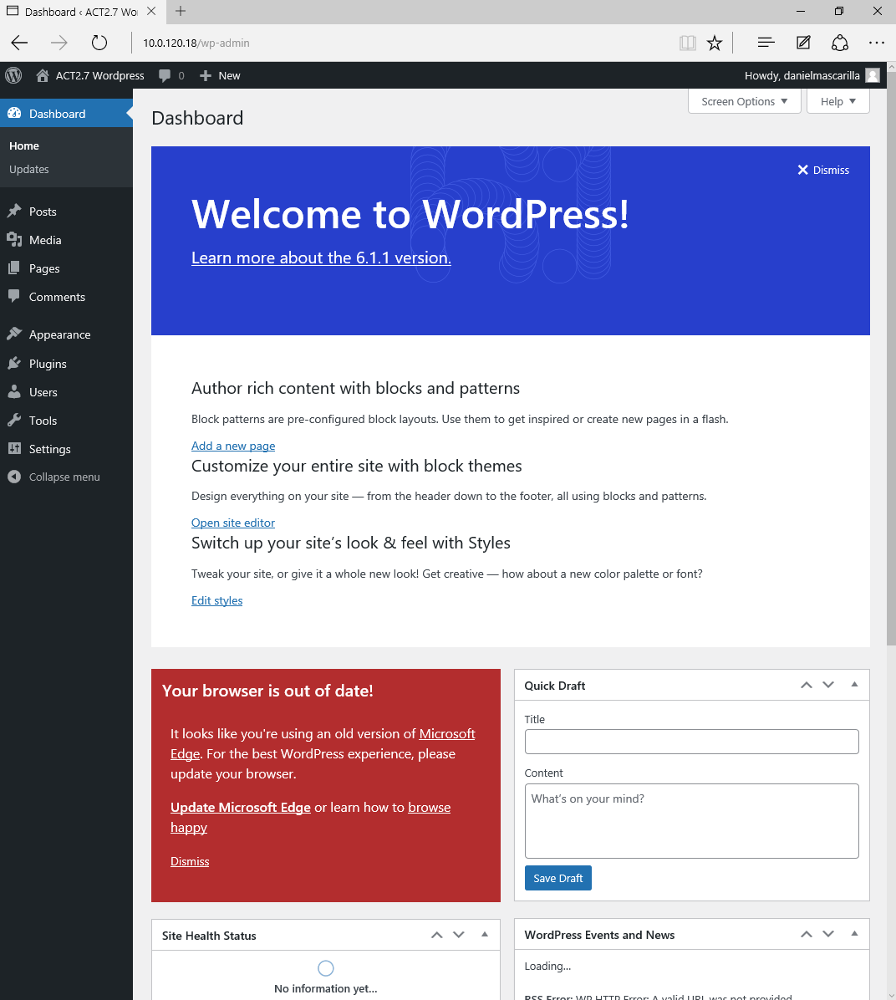 Dashboard ‹ ACT2.7 Wo
10.0.120.18/wp-admin
ACT2.7 Wordpress 0 New Howdy, danielmascarilla
Dashboard
Home
Updates
Posts
Media
Pages
Comments
Appearance
Plugins
Users
Tools
Settings
Collapse menu
Screen Options Help
Dashboard
Dismiss
Welcome to WordPress!
Learn more about the 6.1.1 version.
Author rich content with blocks and patterns
Block patterns are pre-configured block layouts. Use them to get inspired or create new pages in a flash.
Add a new page
Customize your entire site with block themes
Design everything on your site — from the header down to the footer, all using blocks and patterns.
Open site editor
Switch up your site’s look & feel with Styles
Tweak your site, or give it a whole new look! Get creative — how about a new color palette or font?
Edit styles
Your browser is out of date!
It looks like you're using an old version of Microsoft
Edge. For the best WordPress experience, please
update your browser.
Update Microsoft Edge or learn how to browse
happy
Dismiss
Quick Draft
Title
Content
What’s on your mind?
Save Draft
Site Health Status
No information yet…
WordPress Events and News
Loading…
RSS Error: WP HTTP Error: A valid URL was not provided.